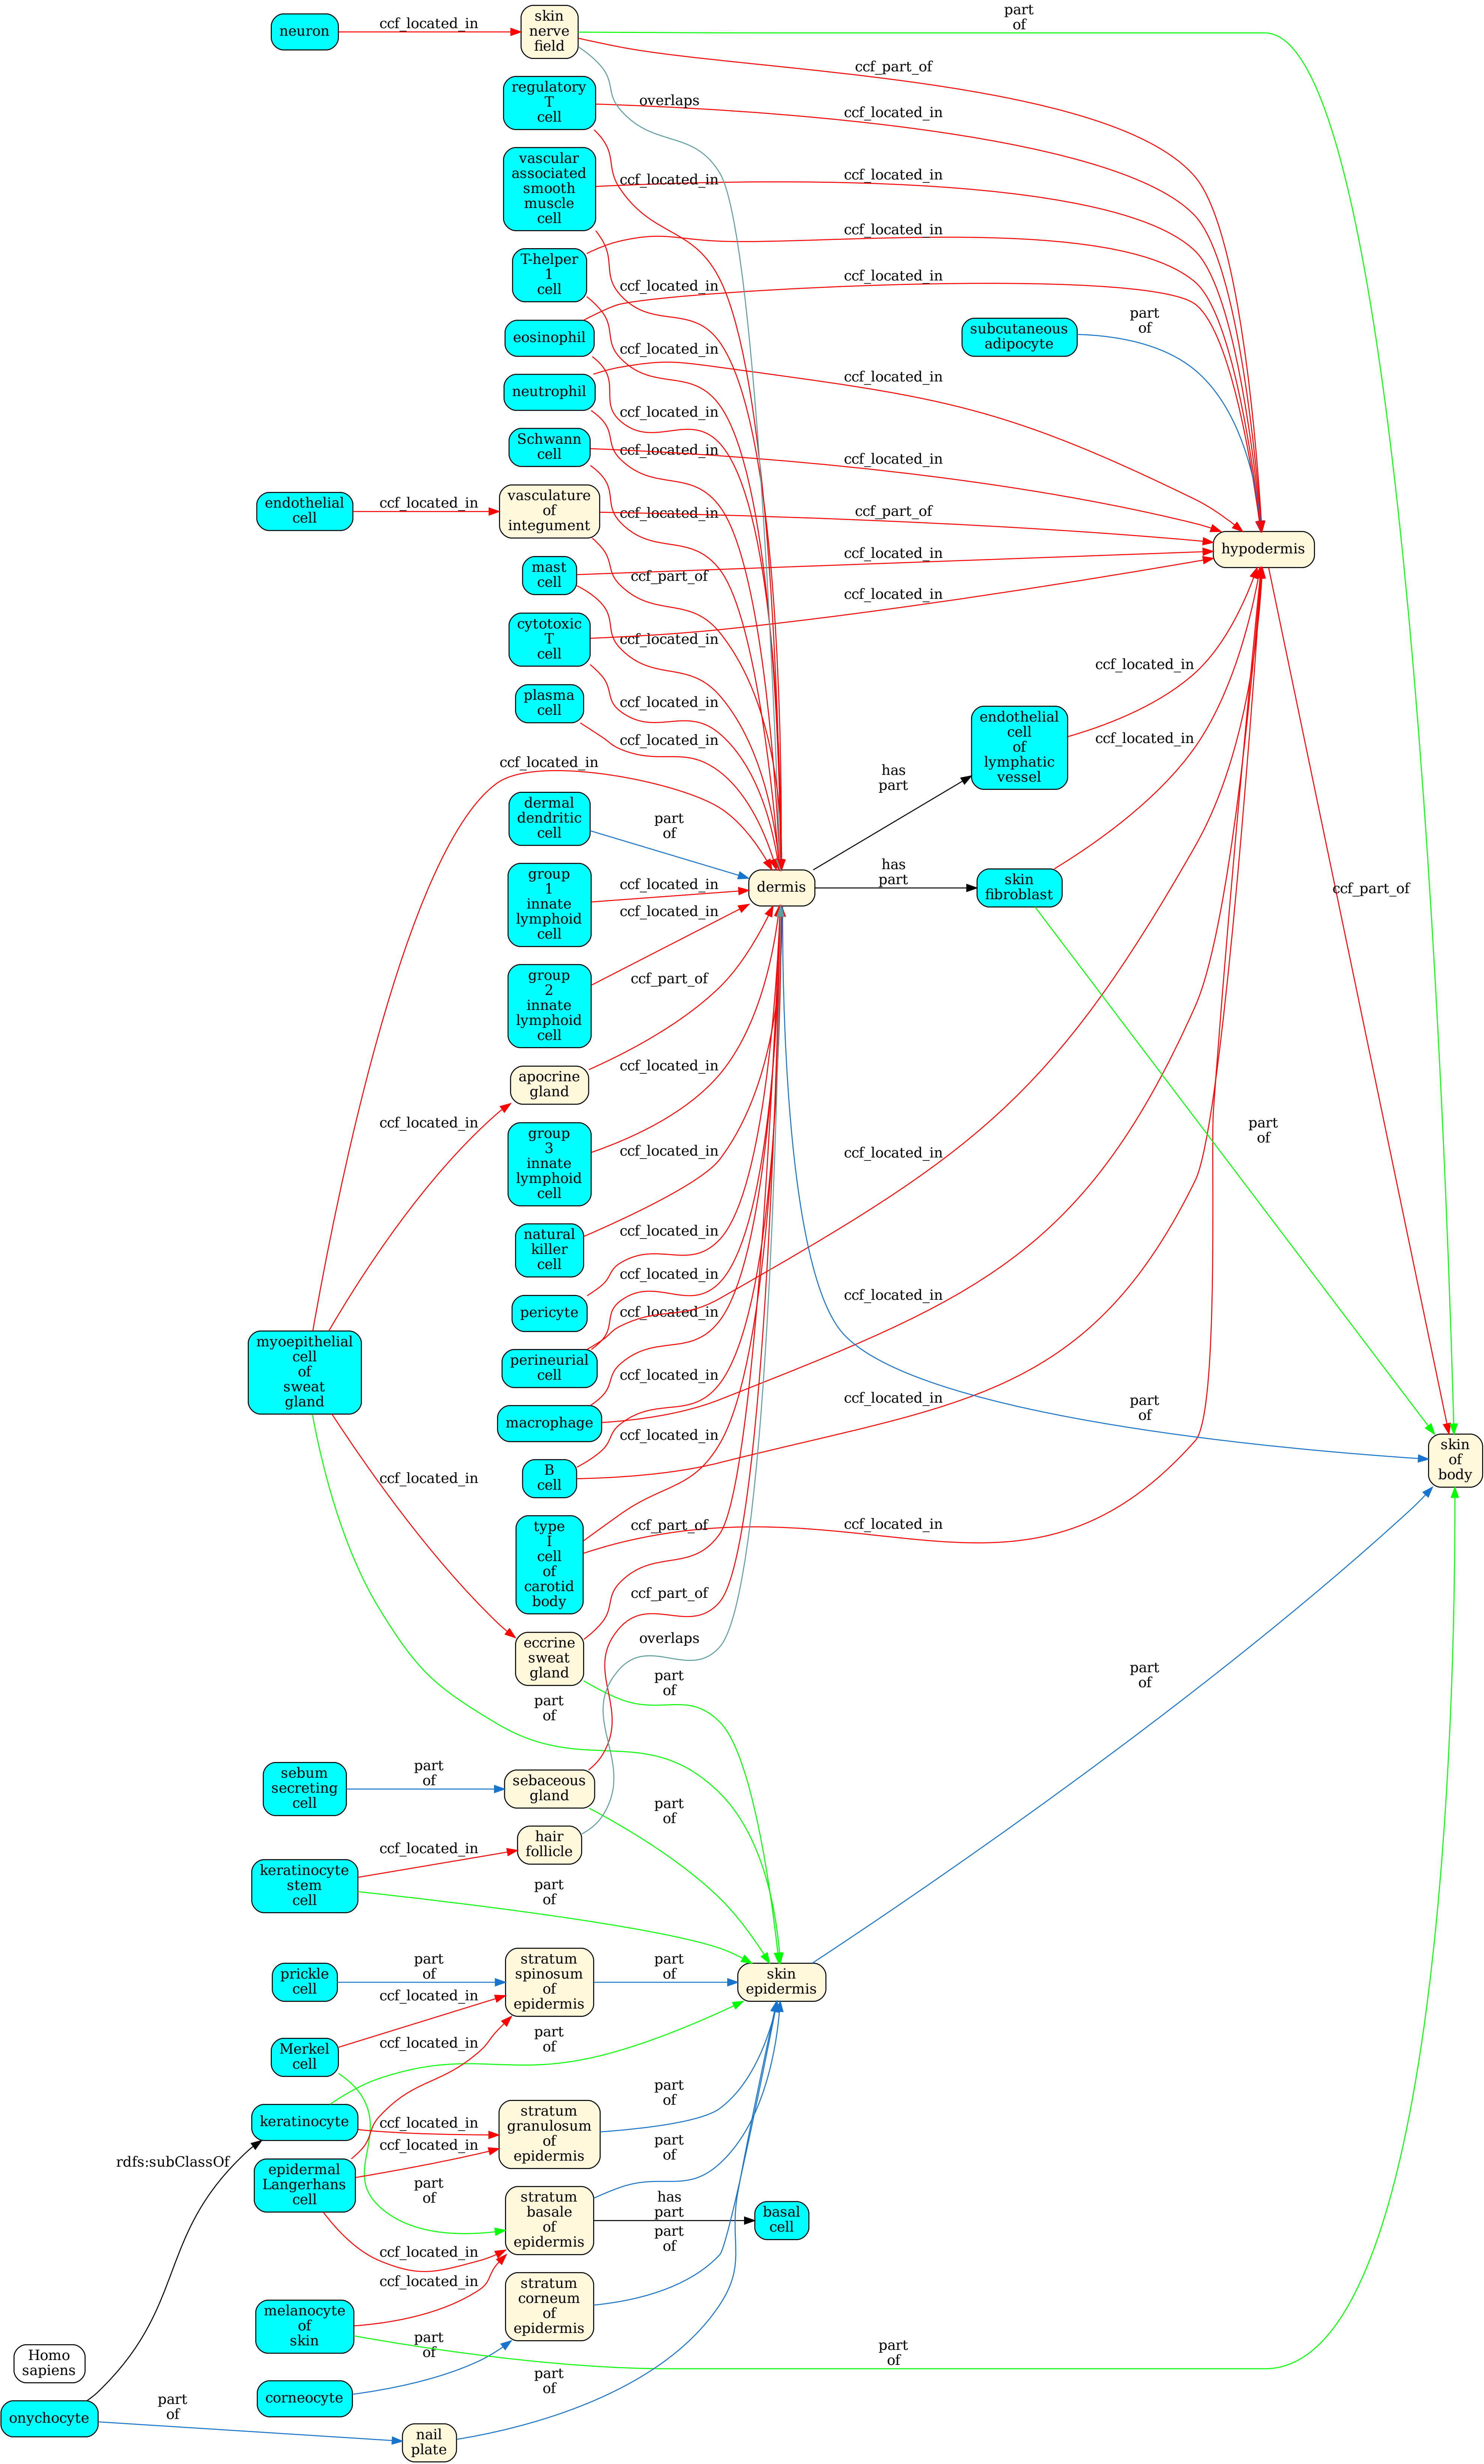 neuron
ccf_located_in
skin
nerve
field
part
of
ccf_part_of
overlaps
regulatory
T
cell
ccf_located_in
ccf_located_in
vascular
associated
smooth
muscle
cell
ccf_located_in
ccf_located_in
T-helper
1
cell
ccf_located_in
ccf_located_in
eosinophil
ccf_located_in
ccf_located_in
subcutaneous
adipocyte
part
of
neutrophil
ccf_located_in
ccf_located_in
Schwann
cell
ccf_located_in
ccf_located_in
endothelial
cell
ccf_located_in
vasculature
of
integument
ccf_part_of
ccf_part_of
hypodermis
mast
cell
ccf_located_in
ccf_located_in
cytotoxic
T
cell
ccf_located_in
ccf_located_in
plasma
cell
ccf_located_in
endothelial
cell
of
lymphatic
vessel
ccf_located_in
ccf_located_in
ccf_located_in
has
part
dermal
dendritic
cell
part
of
group
1
innate
lymphoid
cell
ccf_located_in
dermis
has
part
skin
fibroblast
ccf_part_of
group
2
innate
lymphoid
cell
ccf_located_in
apocrine
gland
ccf_part_of
ccf_located_in
group
3
innate
lymphoid
cell
ccf_located_in
part
of
natural
killer
cell
ccf_located_in
ccf_located_in
pericyte
ccf_located_in
perineurial
cell
ccf_located_in
ccf_located_in
myoepithelial
cell
of
sweat
gland
macrophage
ccf_located_in
ccf_located_in
part
of
B
cell
ccf_located_in
ccf_located_in
skin
of
body
ccf_located_in
type
I
cell
of
carotid
body
ccf_located_in
ccf_part_of
eccrine
sweat
gland
part
of
ccf_part_of
overlaps
part
of
part
of
sebum
secreting
cell
part
of
sebaceous
gland
part
of
hair
follicle
keratinocyte
stem
cell
ccf_located_in
part
of
prickle
cell
part
of
stratum
spinosum
of
epidermis
part
of
skin
epidermis
Merkel
cell
ccf_located_in
ccf_located_in
part
of
keratinocyte
ccf_located_in
stratum
granulosum
of
epidermis
part
of
rdfs:subClassOf
epidermal
Langerhans
cell
ccf_located_in
part
of
stratum
basale
of
epidermis
part
of
has
part
basal
cell
ccf_located_in
ccf_located_in
stratum
corneum
of
epidermis
part
of
melanocyte
of
skin
part
of
part
of
Homo
sapiens
corneocyte
onychocyte
part
of
nail
plate
part
of